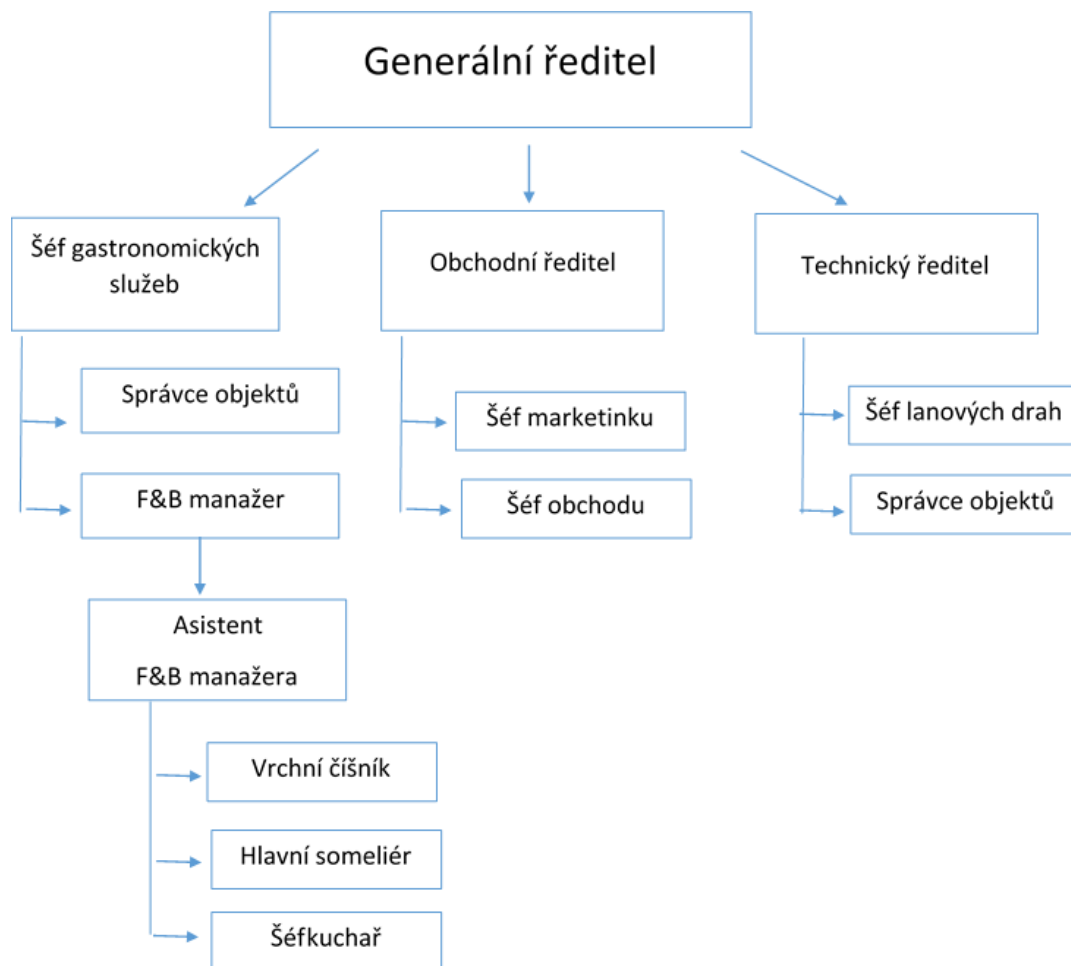 Generální ředitel
Šéf gastronomických
služeb
Obchodní ředitel
Technický ředitel
Správce objektů
F&B manažer
Asistent
F&B manažera
Vrchní číšník
Hlavní someliér
Šéfkuchař
Šéf marketinku
Šéf obchodu
Šéf lanových drah
Správce objektů